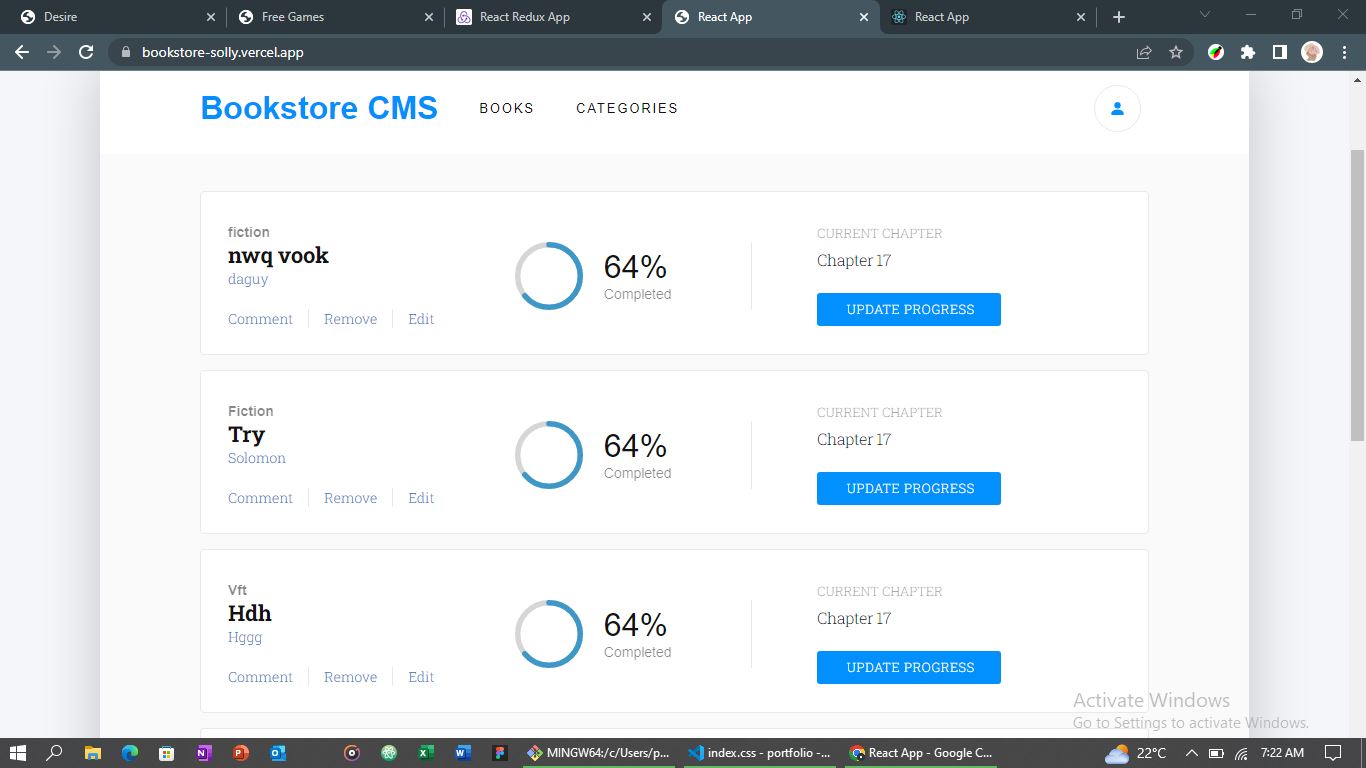 Desire
Free Games
React Redux App
React App
React App
bookstore-solly.vercel.app
Bookstore CMS
BOOKS
CATEGORIES
fiction
nwq vook
daguy
Comment
Remove
Edit
64%
Completed
CURRENT CHAPTER
Chapter 17
UPDATE PROGRESS
Fiction
Try
Solomon
Comment
Remove
Edit
64%
Completed
CURRENT CHAPTER
Chapter 17
UPDATE PROGRESS
Vft
Hdh
Hggg
Comment
Remove
Edit
64%
Completed
CURRENT CHAPTER
Chapter 17
UPDATE PROGRESS
Activate Windows
Go to Settings to activate Windows.
MINGW64:/c/Users/p...
index.css - portfolio -...
React App - Google C...
22°C
7:22 AM